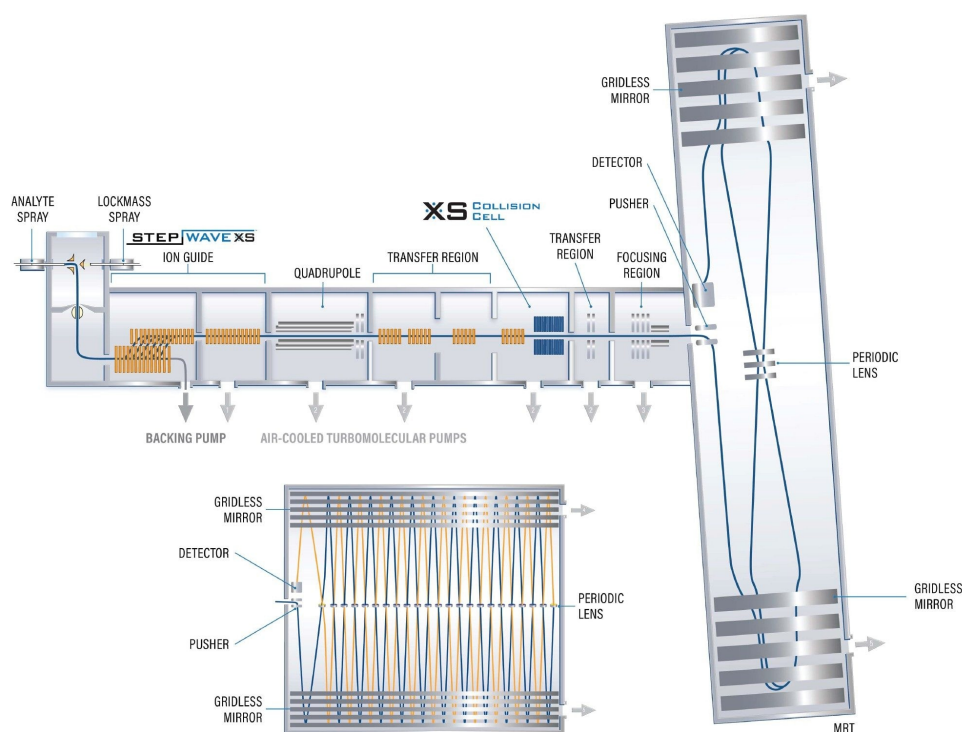 GRIDLESS
MIRROR
DETECTOR
PUSHER
ANALYTE
SPRAY
LOCKMASS
SPRAY
STEPWAVE XS
ION GUIDE
QUADRUPOLE
TRANSFER REGION
XS COLLISION
CELL
TRANSFER
REGION
FOCUSING
REGION
PERIODIC
LENS
BACKING PUMP
AIR-COOLED TURBOMOLECULAR PUMPS
GRIDLESS
MIRROR
MRT
GRIDLESS
MIRROR
DETECTOR
PUSHER
PERIODIC
LENS
GRIDLESS
MIRROR